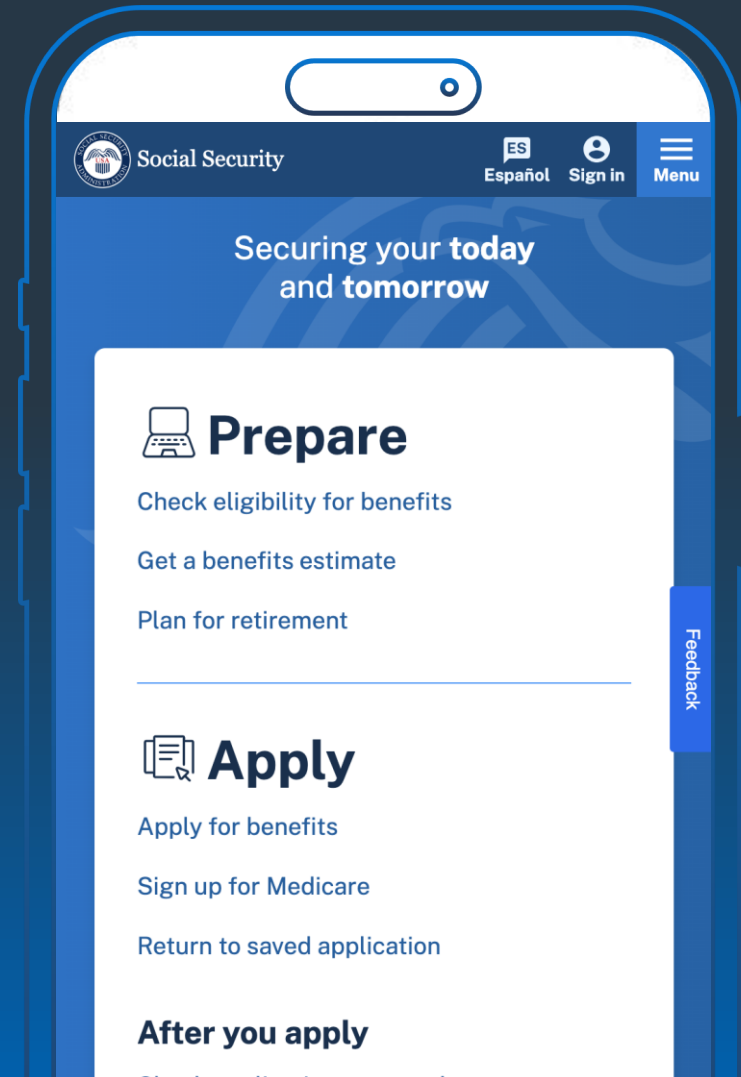 Social Security
ES
Español
Sign in
Menu
Securing your today
and tomorrow
Prepare
Check eligibility for benefits
Get a benefits estimate
Plan for retirement
Feedback
Apply
Apply for benefits
Sign up for Medicare
Return to saved application
After you apply